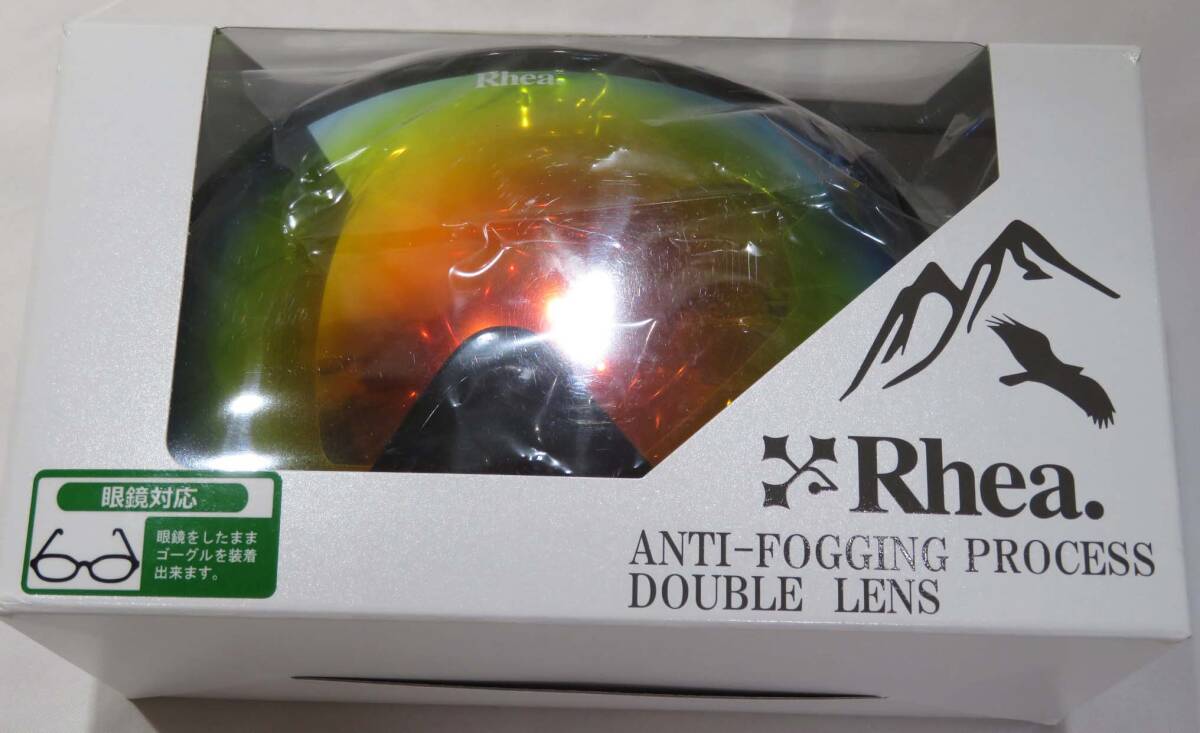 Rhea
Rhea.
ANTI-FOGGING PROCESS
DOUBLE LENS
眼鏡対応
眼鏡をしたまま
ゴーグルを装着
出来ます。